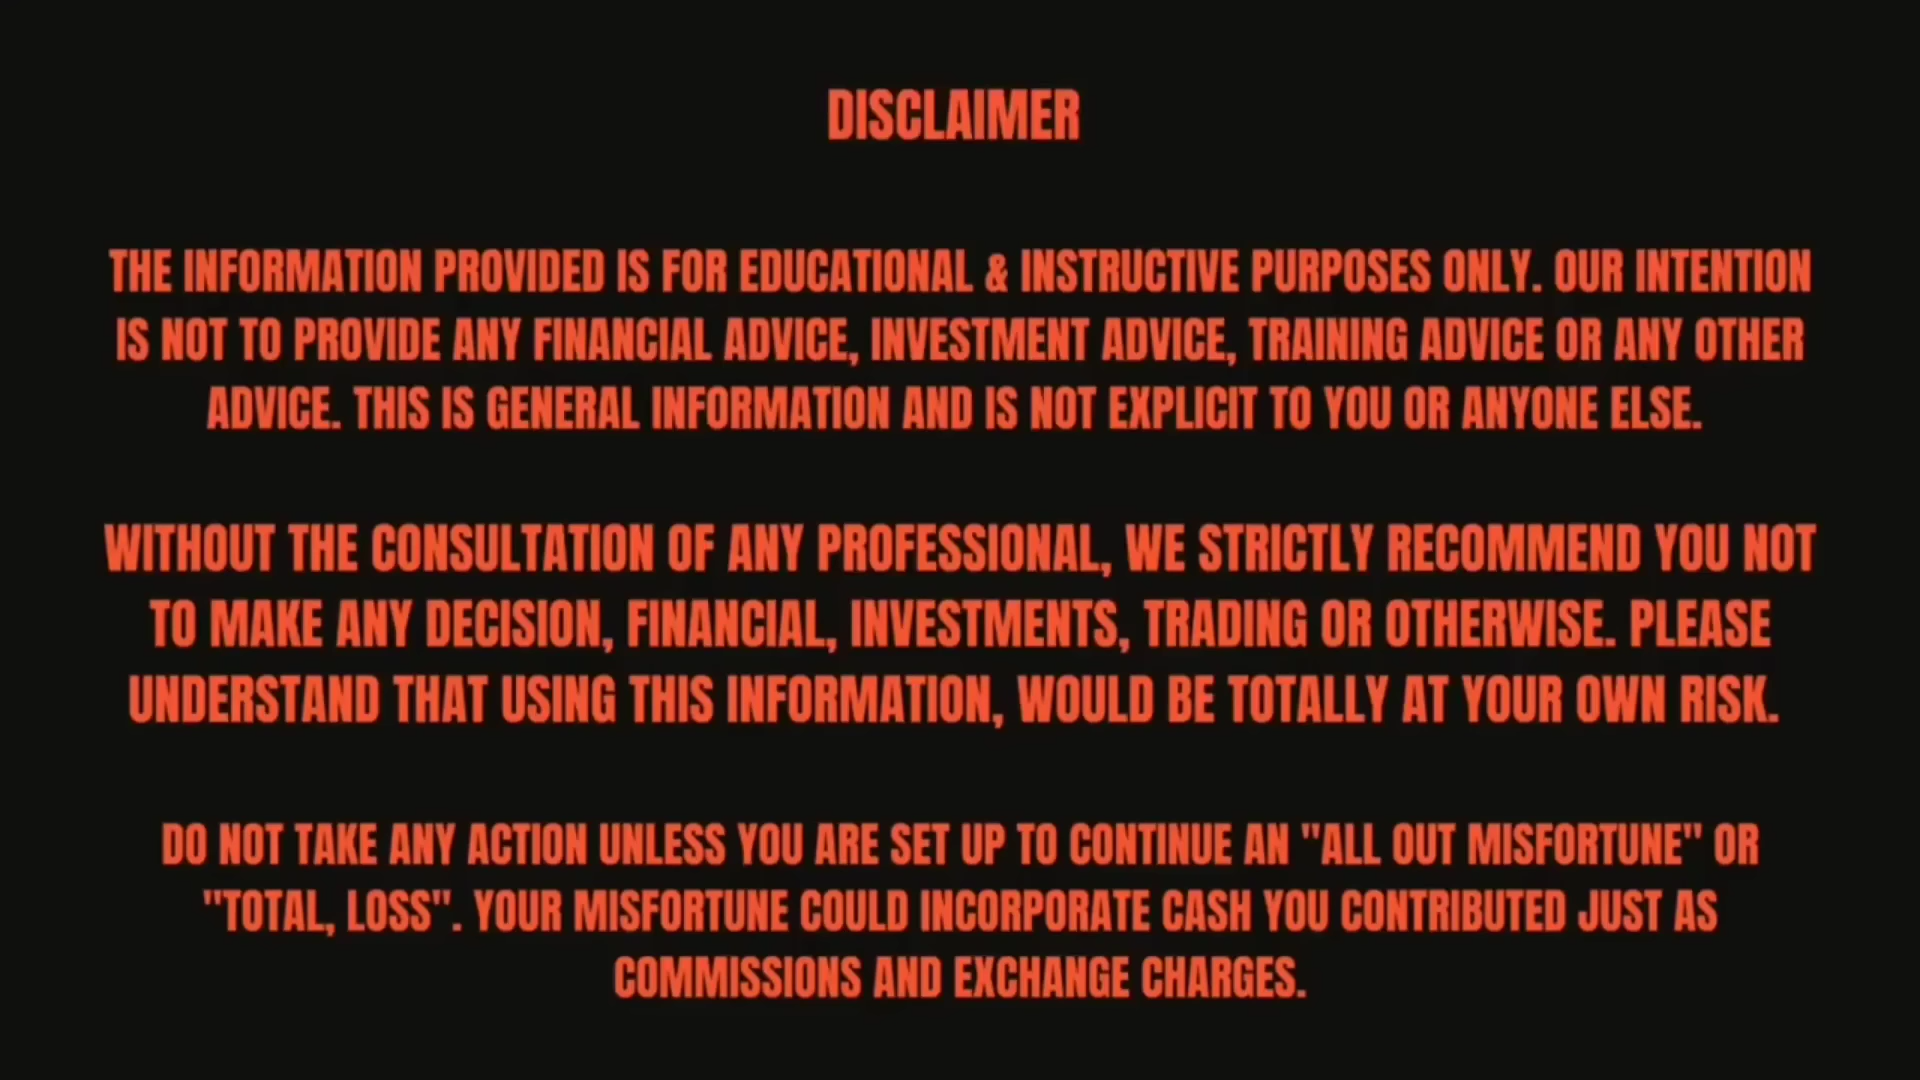 DISCLAIMER
THE INFORMATION PROVIDED IS FOR EDUCATIONAL & INSTRUCTIVE PURPOSES ONLY. OUR INTENTION
IS NOT TO PROVIDE ANY FINANCIAL ADVICE, INVESTMENT ADVICE, TRAINING ADVICE OR ANY OTHER
ADVICE. THIS IS GENERAL INFORMATION AND IS NOT EXPLICIT TO YOU OR ANYONE ELSE.
WITHOUT THE CONSULTATION OF ANY PROFESSIONAL, WE STRICTLY RECOMMEND YOU NOT
TO MAKE ANY DECISION, FINANCIAL, INVESTMENTS, TRADING OR OTHERWISE. PLEASE
UNDERSTAND THAT USING THIS INFORMATION, WOULD BE TOTALLY AT YOUR OWN RISK.
DO NOT TAKE ANY ACTION UNLESS YOU ARE SET UP TO CONTINUE AN "ALL OUT MISFORTUNE" OR
"TOTAL, LOSS". YOUR MISFORTUNE COULD INCORPORATE CASH YOU CONTRIBUTED JUST AS
COMMISSIONS AND EXCHANGE CHARGES.